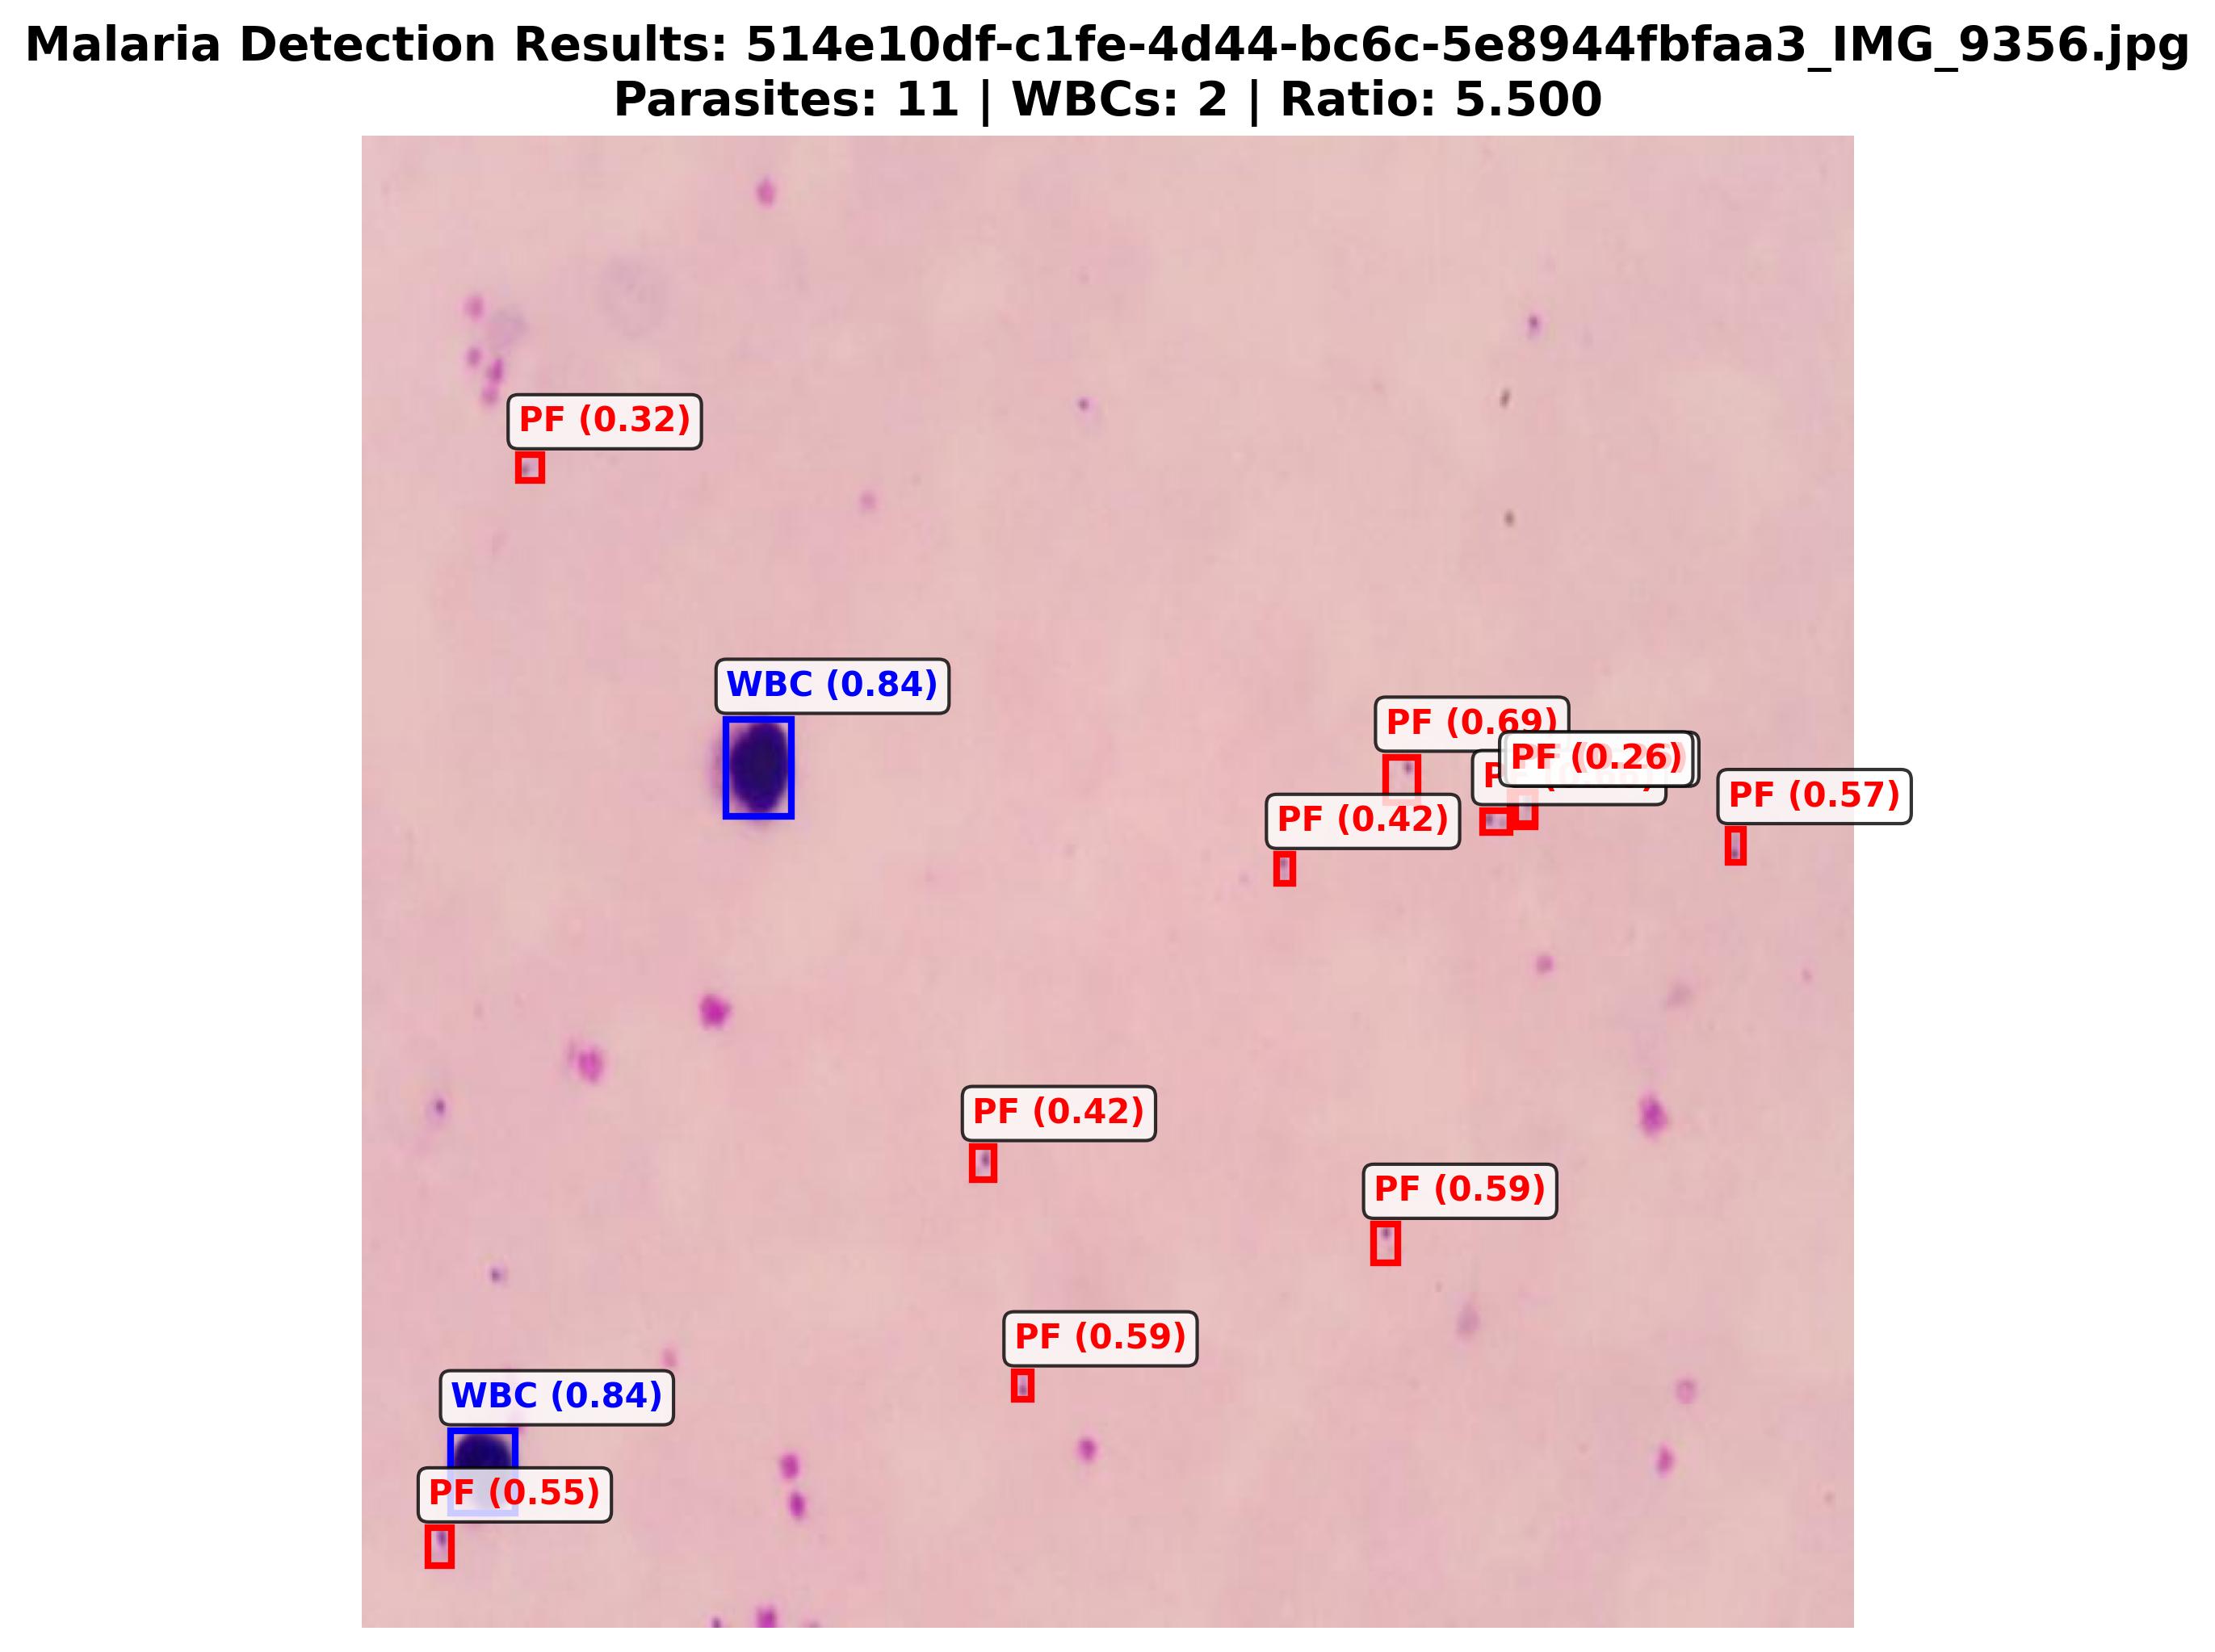 Malaria Detection Results: 514e10df-c1fe-4d44-bc6c-5e8944fbfaa3_IMG_9356.jpg
Parasites: 11 | WBCs: 2 | Ratio: 5.500
PF (0.32)
WBC (0.84)
PF (0.69)
PF (0.26)
PF (0.57)
PF (0.42)
PF (0.42)
PF (0.59)
PF (0.59)
WBC (0.84)
PF (0.55)